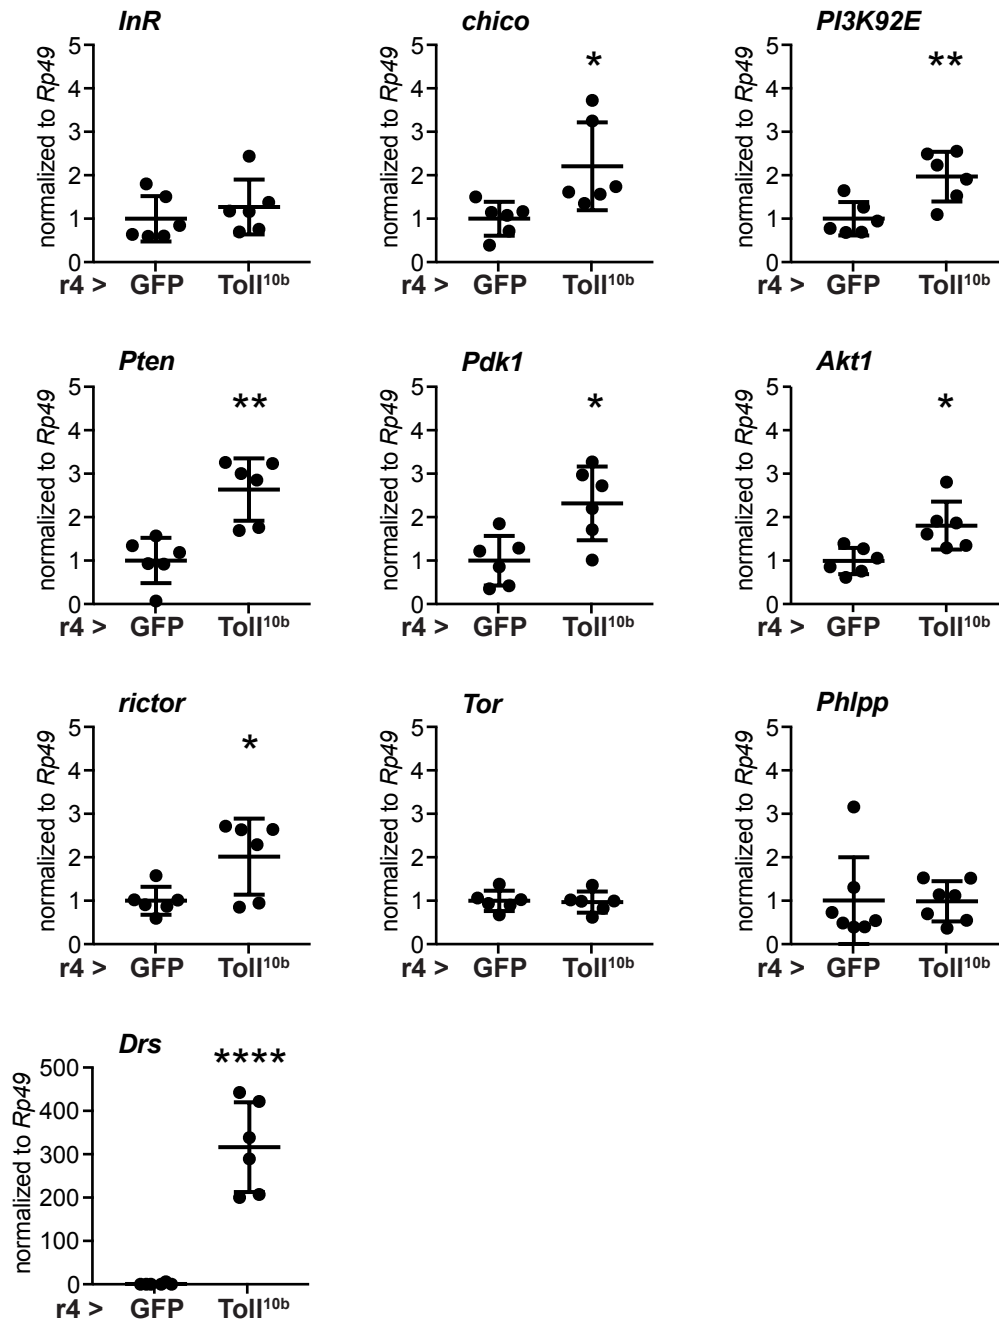 InR
normalized to Rp49
5
4
3
2
1
0
r4 > GFP Toll10b
chico
normalized to Rp49
5
4
3
2
1
0
*
r4 > GFP Toll10b
PI3K92E
normalized to Rp49
5
4
3
2
1
0
**
r4 > GFP Toll10b
Pten
normalized to Rp49
5
4
3
2
1
0
**
r4 > GFP Toll10b
Pdk1
normalized to Rp49
5
4
3
2
1
0
*
r4 > GFP Toll10b
Akt1
normalized to Rp49
5
4
3
2
1
0
*
r4 > GFP Toll10b
rictor
normalized to Rp49
5
4
3
2
1
0
*
r4 > GFP Toll10b
Tor
normalized to Rp49
5
4
3
2
1
0
r4 > GFP Toll10b
Phlpp
normalized to Rp49
5
4
3
2
1
0
r4 > GFP Toll10b
Drs
normalized to Rp49
500
400
300
200
100
0
****
r4 > GFP Toll10b